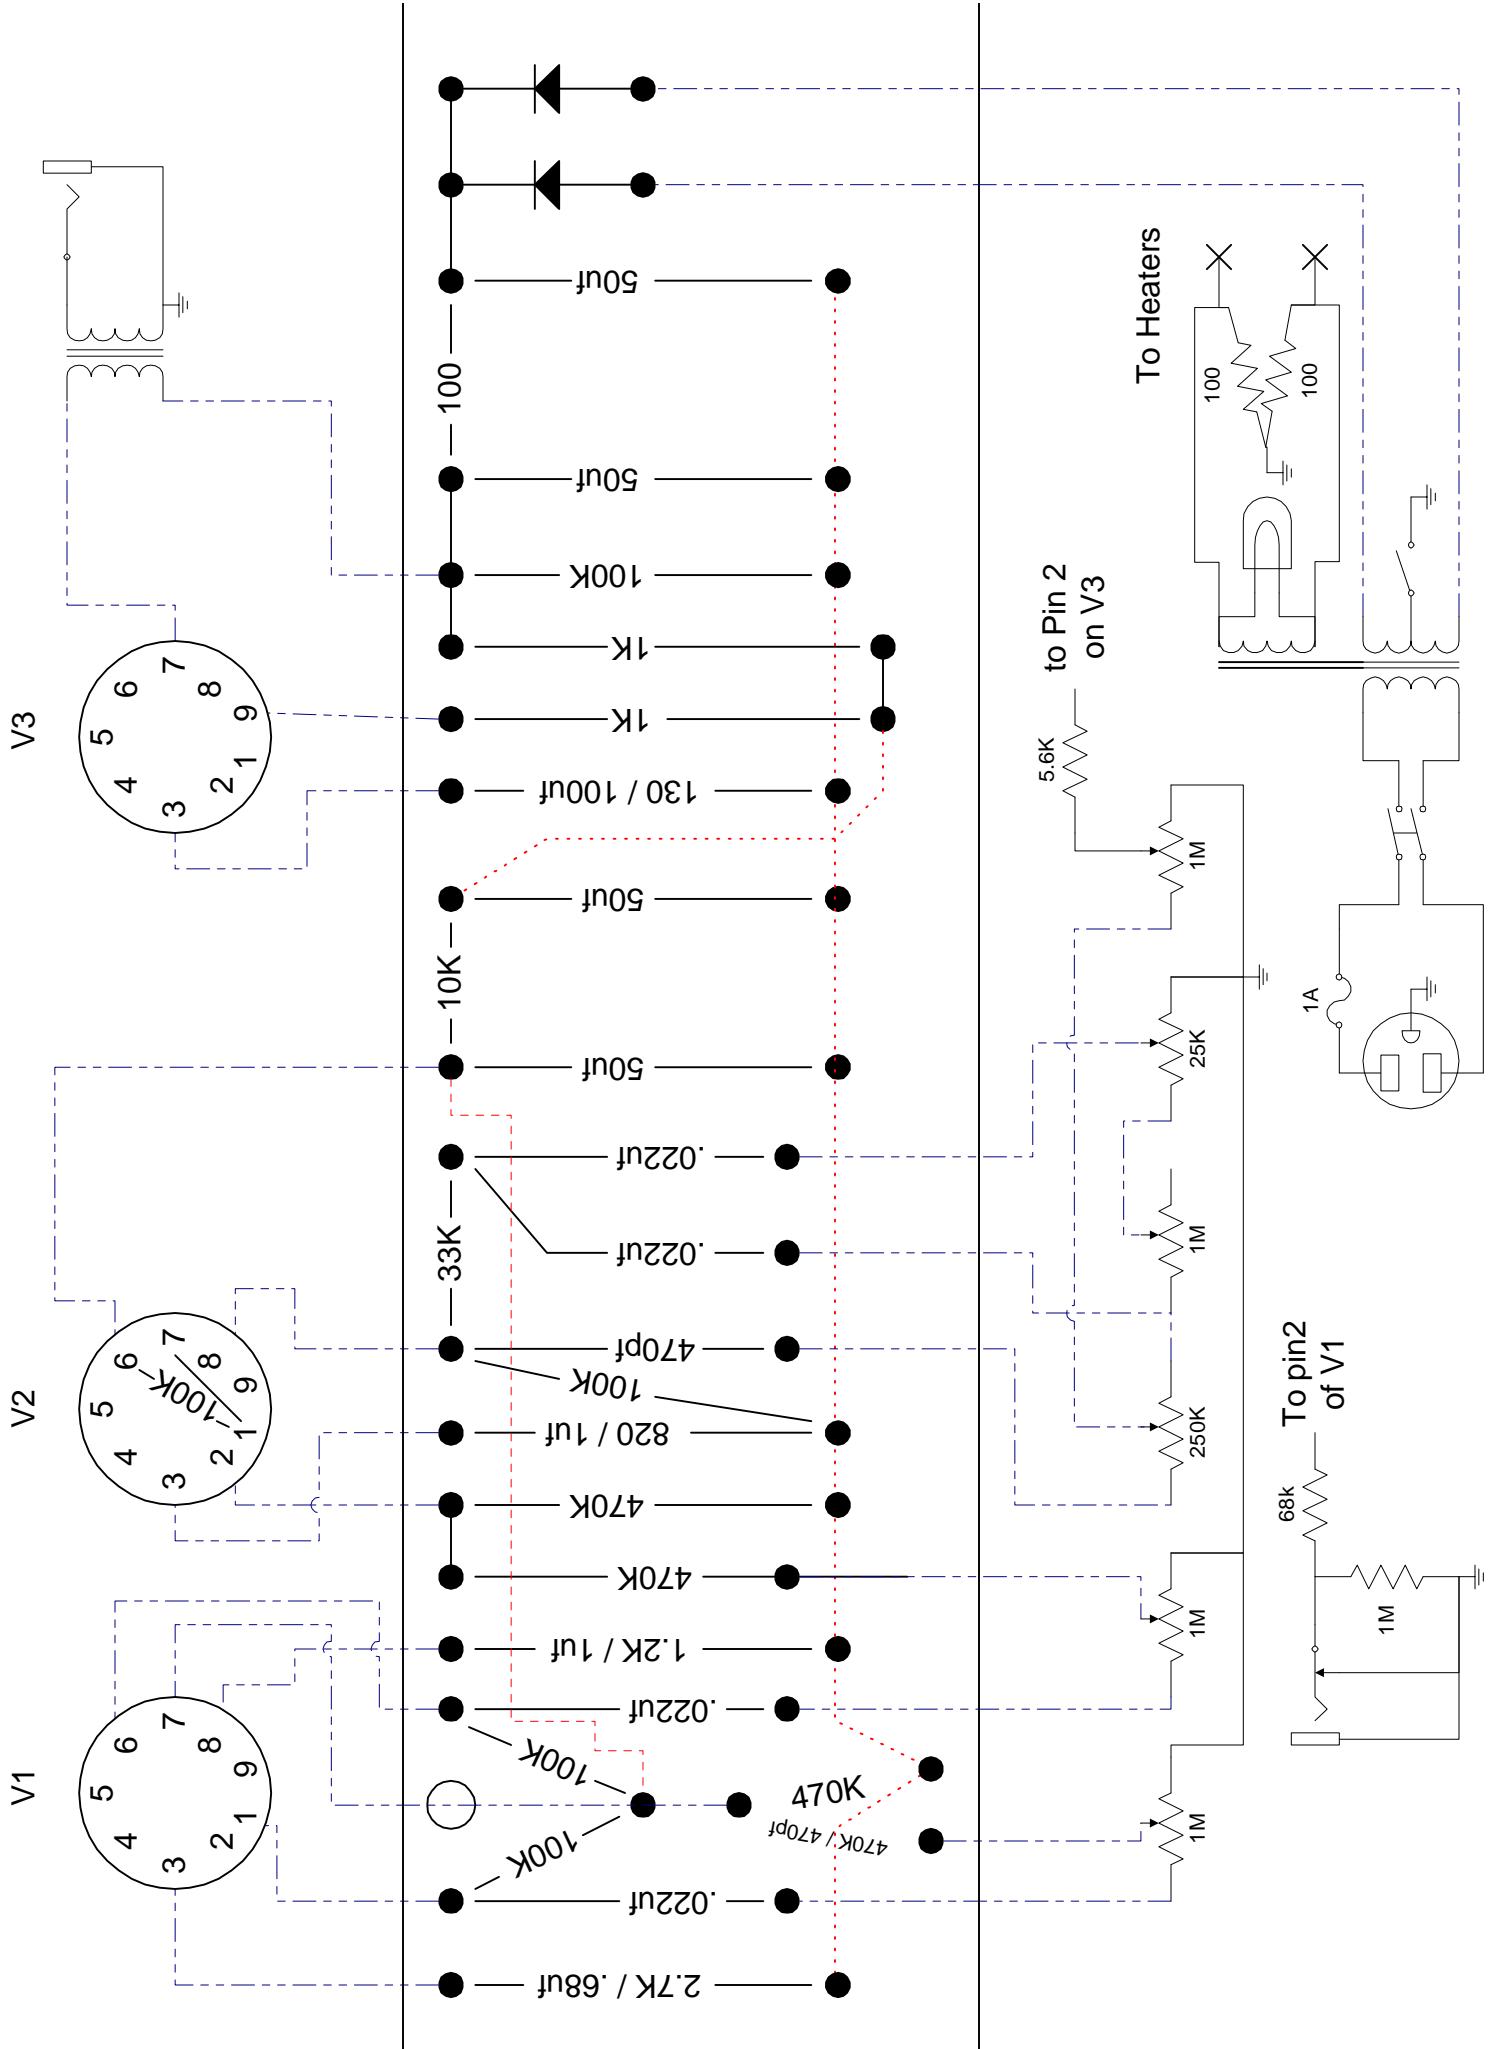 V3
1
2
3
4
5
6
7
8
9
V2
1
2
3
4
5
6
7
8
9
100K
V1
1
2
3
4
5
6
7
8
9
50uf
100
50uf
100K
1K
1K
130 / 100uf
50uf
10K
50uf
.022uf
33K
.022uf
470pf
100K
820 / 1uf
470K
470K
1.2K / 1uf
.022uf
100K
100K
470K
470K / 470pf
.022uf
2.7K / .68uf
To Heaters
100
100
to Pin 2
on V3
5.6K
1M
25K
1M
250K
1M
1M
1A
To pin2
of V1
68k
1M